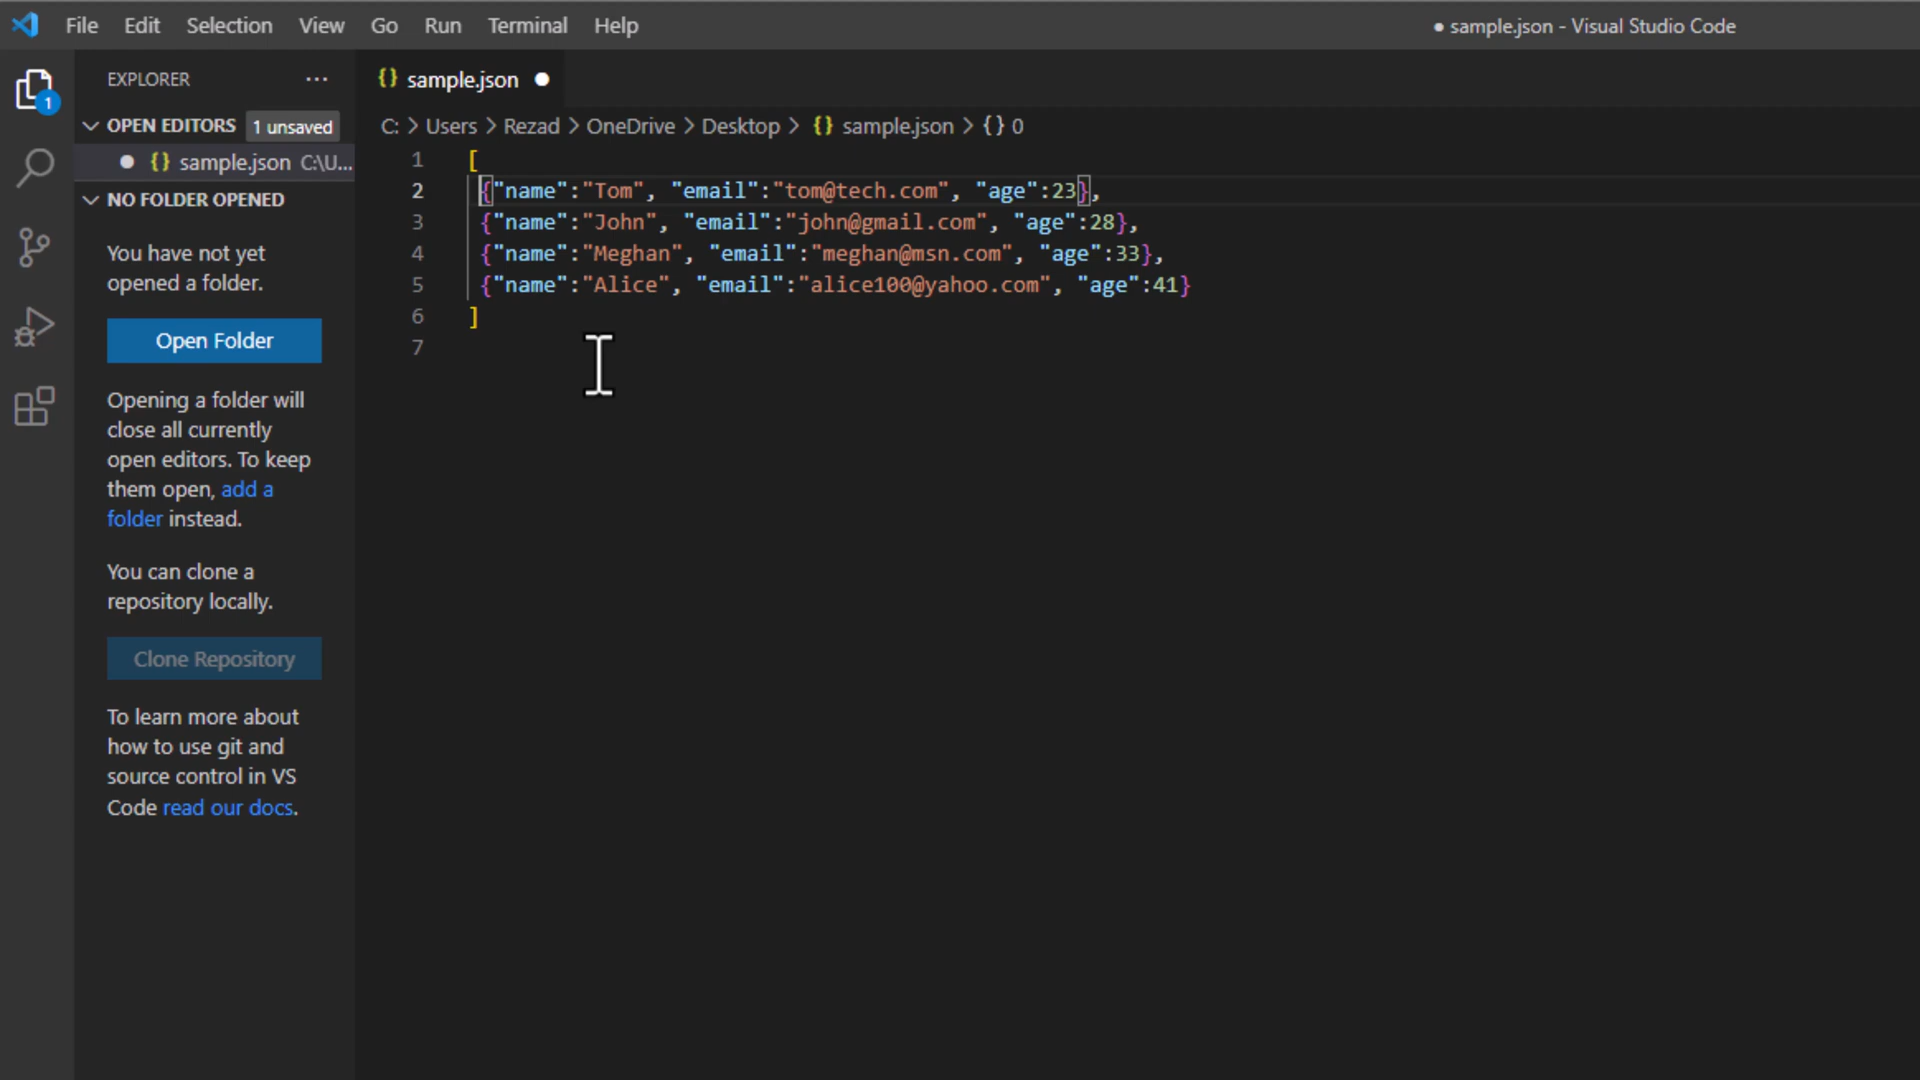 File Edit Selection View Go Run Terminal Help
● sample.json - Visual Studio Code
1
EXPLORER ...
OPEN EDITORS 1 unsaved
● {} sample.json C:\U...
NO FOLDER OPENED
You have not yet
opened a folder.
Open Folder
Opening a folder will
close all currently
open editors. To keep
them open, add a
folder instead.
You can clone a
repository locally.
Clone Repository
To learn more about
how to use git and
source control in VS
Code read our docs.
{} sample.json ●
C: > Users > Rezad > OneDrive > Desktop > {} sample.json > {} 0
1 [
2 {"name":"Tom", "email":"tom@tech.com", "age":23},
3 {"name":"John", "email":"john@gmail.com", "age":28},
4 {"name":"Meghan", "email":"meghan@msn.com", "age":33},
5 {"name":"Alice", "email":"alice100@yahoo.com", "age":41}
6 ]
7